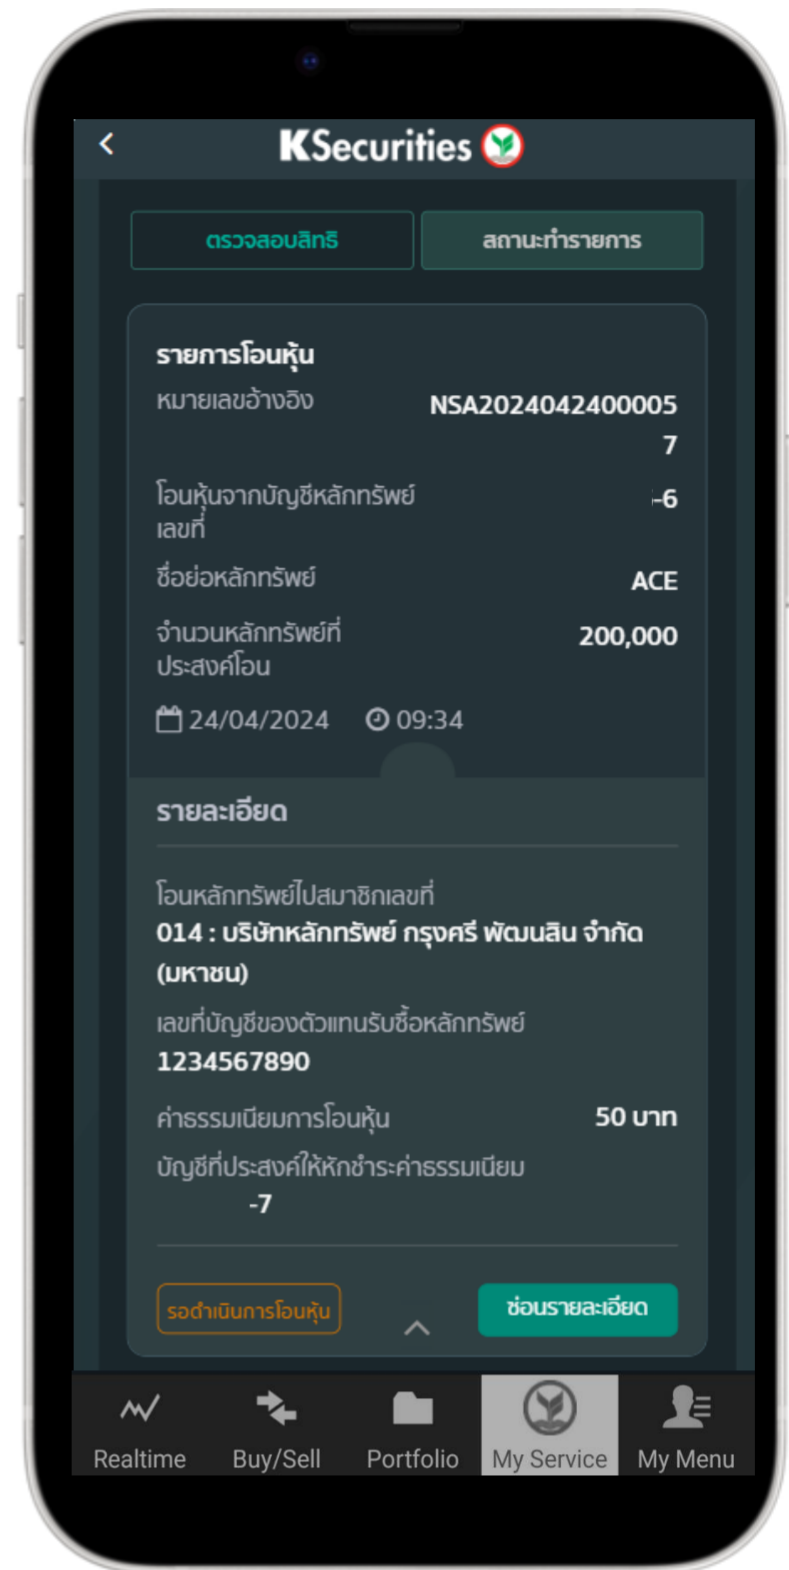 KSecurities
ตรวจสอบสิทธิ
สถานะทำรายการ
รายการโอนหุ้น
หมายเลขอ้างอิง
NSA2024042400005
7
โอนหุ้นจากบัญชีหลักทรัพย์
เลขที่
-6
ชื่อย่อหลักทรัพย์
ACE
จำนวนหลักทรัพย์ที่
ประสงค์โอน
200,000
24/04/2024 09:34
รายละเอียด
โอนหลักทรัพย์ไปสมาชิกเลขที่
014 : บริษัทหลักทรัพย์ กรุงศรี พัฒนสิน จำกัด
(มหาชน)
เลขที่บัญชีของตัวแทนรับซื้อหลักทรัพย์
1234567890
ค่าธรรมเนียมการโอนหุ้น
50 บาท
บัญชีที่ประสงค์ให้หักชำระค่าธรรมเนียม
-7
รอดำเนินการโอนหุ้น
ซ่อนรายละเอียด
Realtime
Buy/Sell
Portfolio
My Service
My Menu